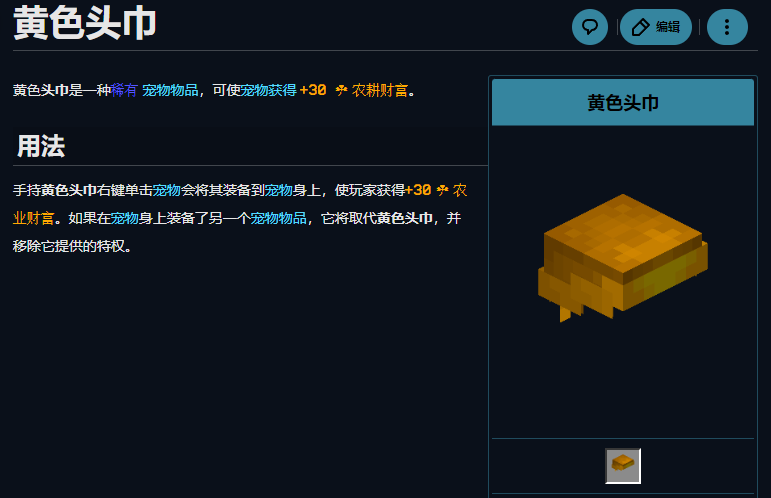 黄色头巾
编辑
黄色头巾是一种稀有 宠物物品，可使宠物获得 +30 ☘ 农耕财富。
黄色头巾
用法
手持黄色头巾右键单击宠物会将其装备到宠物身上，使玩家获得+30 ☘ 农
业财富。如果在宠物身上装备了另一个宠物物品，它将取代黄色头巾，并
移除它提供的特权。